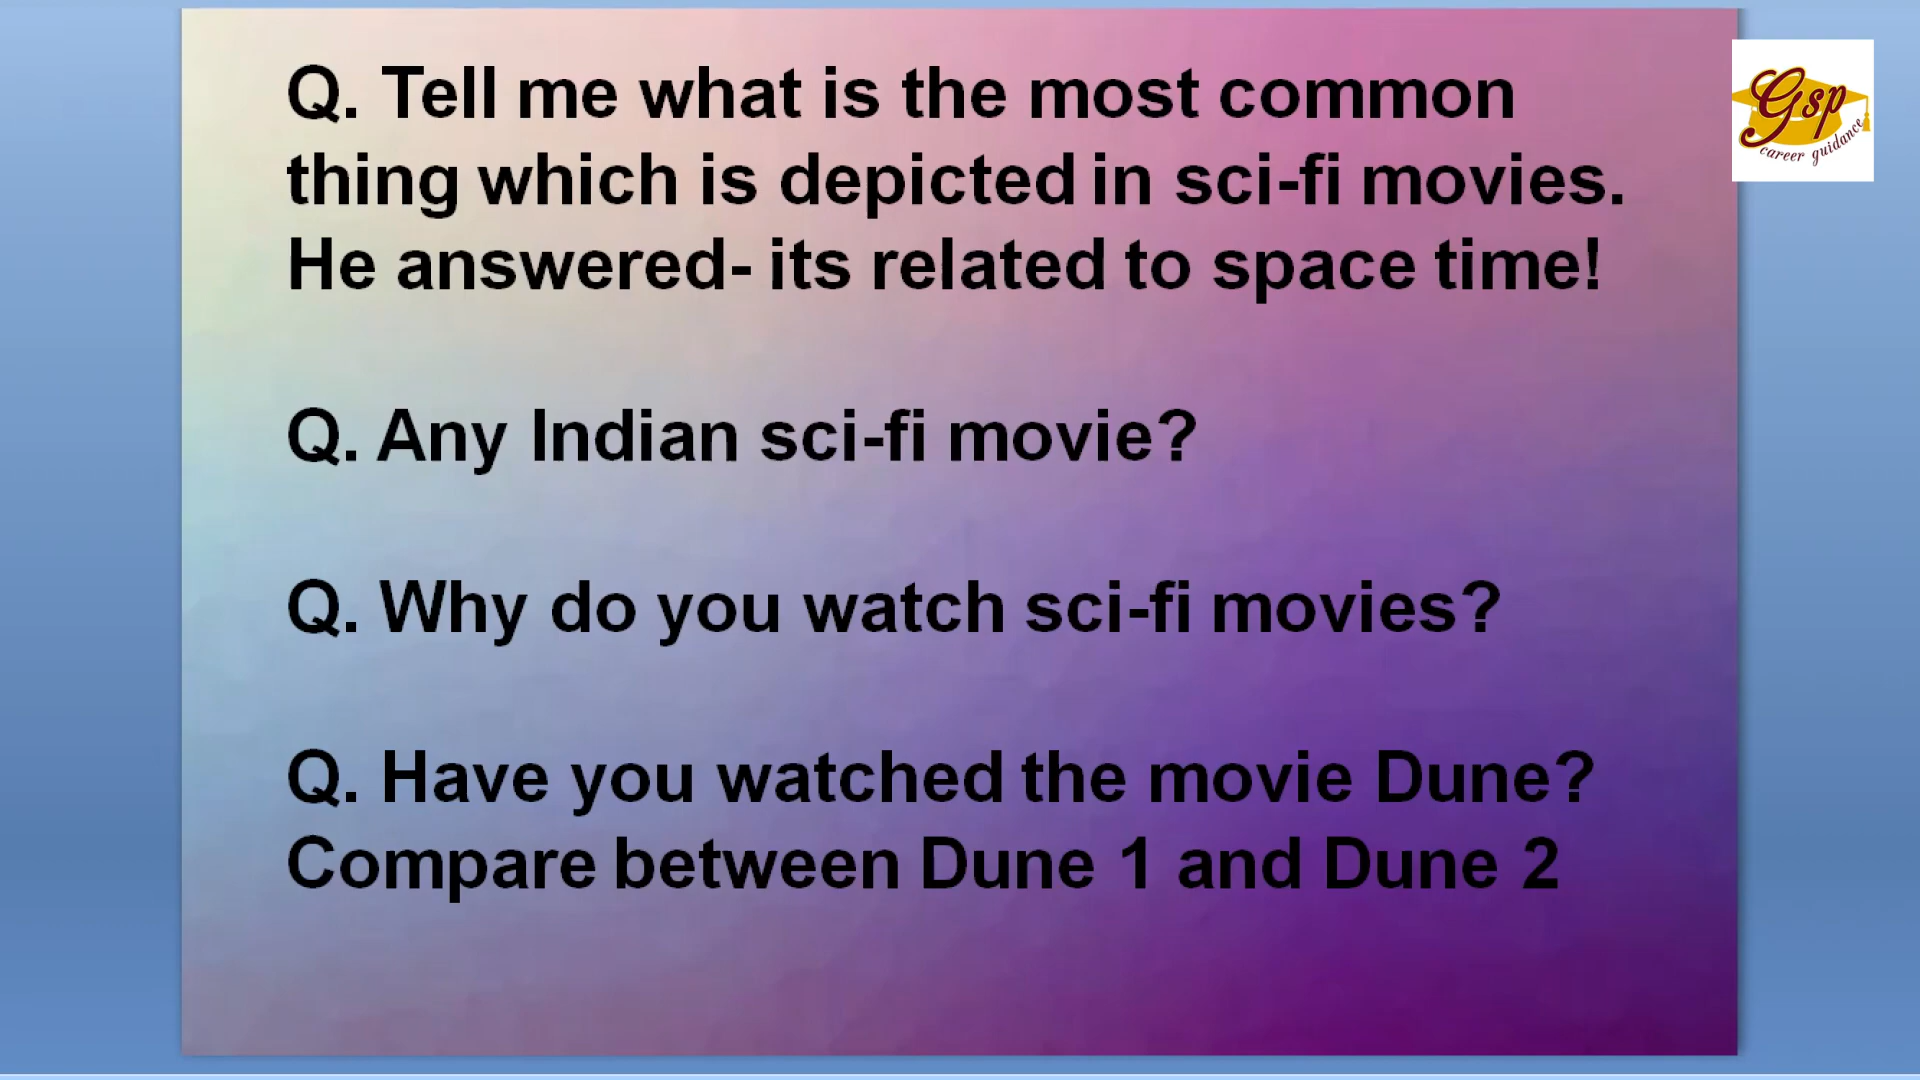 Q. Tell me what is the most common
thing which is depicted in sci-fi movies.
He answered- its related to space time!
Q. Any Indian sci-fi movie?
Q. Why do you watch sci-fi movies?
Q. Have you watched the movie Dune?
Compare between Dune 1 and Dune 2
Gsp
career guidance